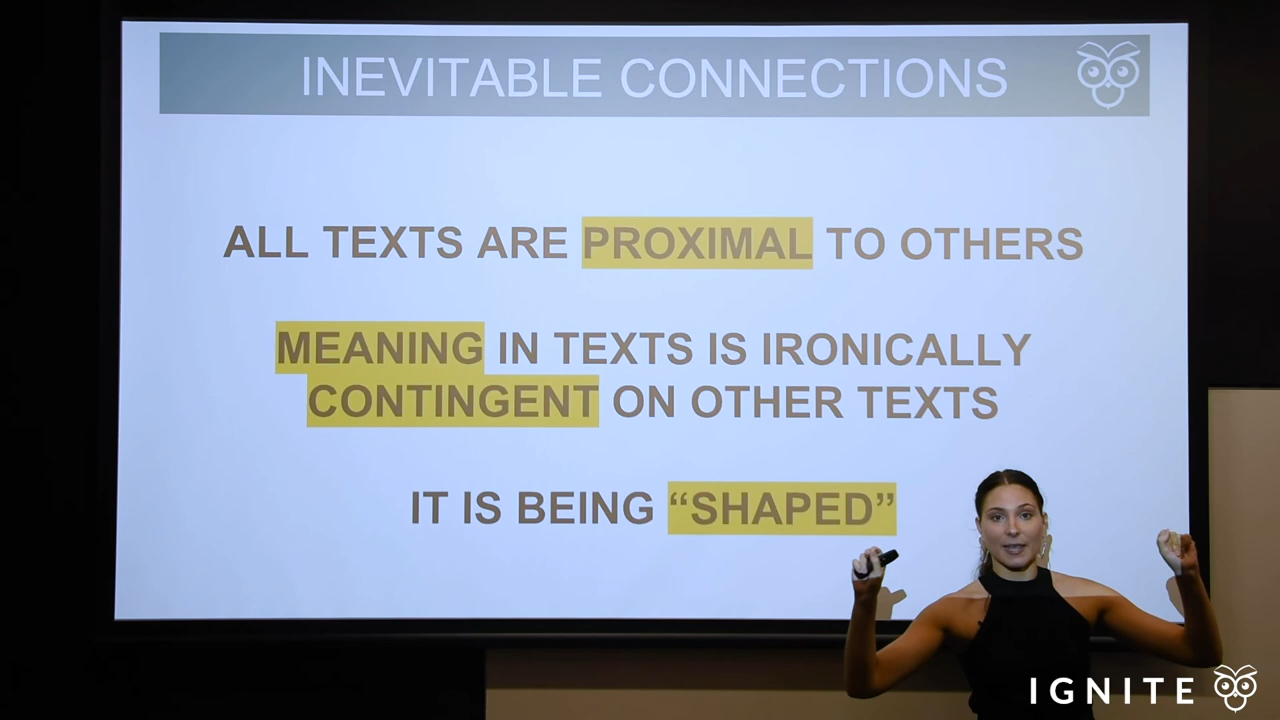 INEVITABLE CONNECTIONS
ALL TEXTS ARE PROXIMAL TO OTHERS
MEANING IN TEXTS IS IRONICALLY
CONTINGENT ON OTHER TEXTS
IT IS BEING “SHAPED”
IGNITE